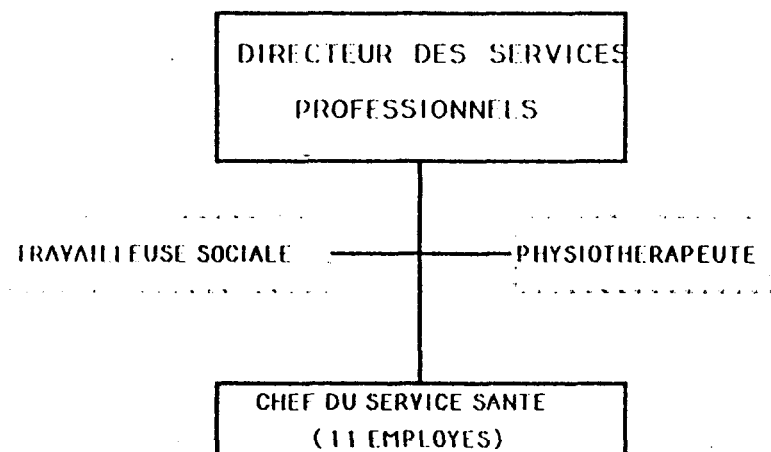 DIRECTEUR DES SERVICES
PROFESSIONNELS
TRAVAILLEUSE SOCIALE
PHYSIOTHERAPEUTE
CHEF DU SERVICE SANTE
(11 EMPLOYES)